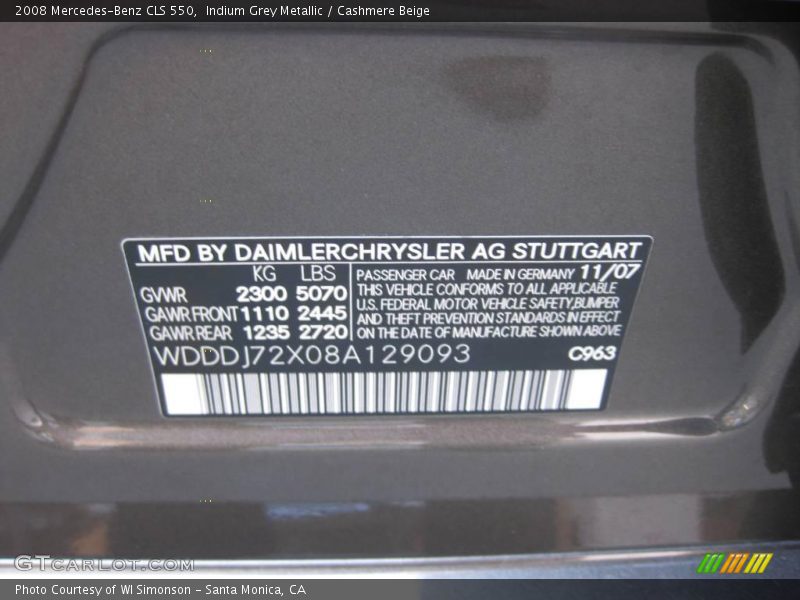 2008 Mercedes-Benz CLS 550, Indium Grey Metallic / Cashmere Beige
MFD BY DAIMLERCHRYSLER AG STUTTGART
KG LBS
GVWR 2300 5070
GAWR FRONT 1110 2445
GAWR REAR 1235 2720
PASSENGER CAR MADE IN GERMANY 11/07
THIS VEHICLE CONFORMS TO ALL APPLICABLE
U.S. FEDERAL MOTOR VEHICLE SAFETY,BUMPER
AND THEFT PREVENTION STANDARDS IN EFFECT
ON THE DATE OF MANUFACTURE SHOWN ABOVE
WDDDJ72X08A129093 C963
GTCARLOT.COM
Photo Courtesy of WI Simonson - Santa Monica, CA